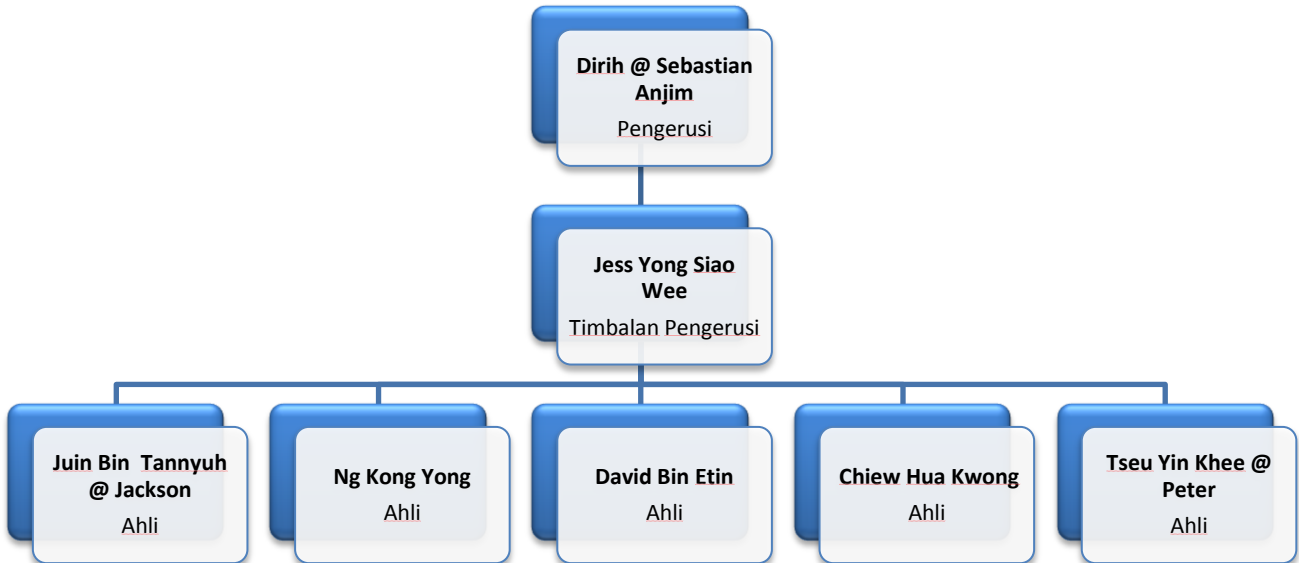 Dirih @ Sebastian
Anjim
Pengerusi
Jess Yong Siao
Wee
Timbalan Pengerusi
Juin Bin  Tannyuh
@ Jackson
Ahli
Ng Kong Yong
Ahli
David Bin Etin
Ahli
Chiew Hua Kwong
Ahli
Tseu Yin Khee @
Peter
Ahli